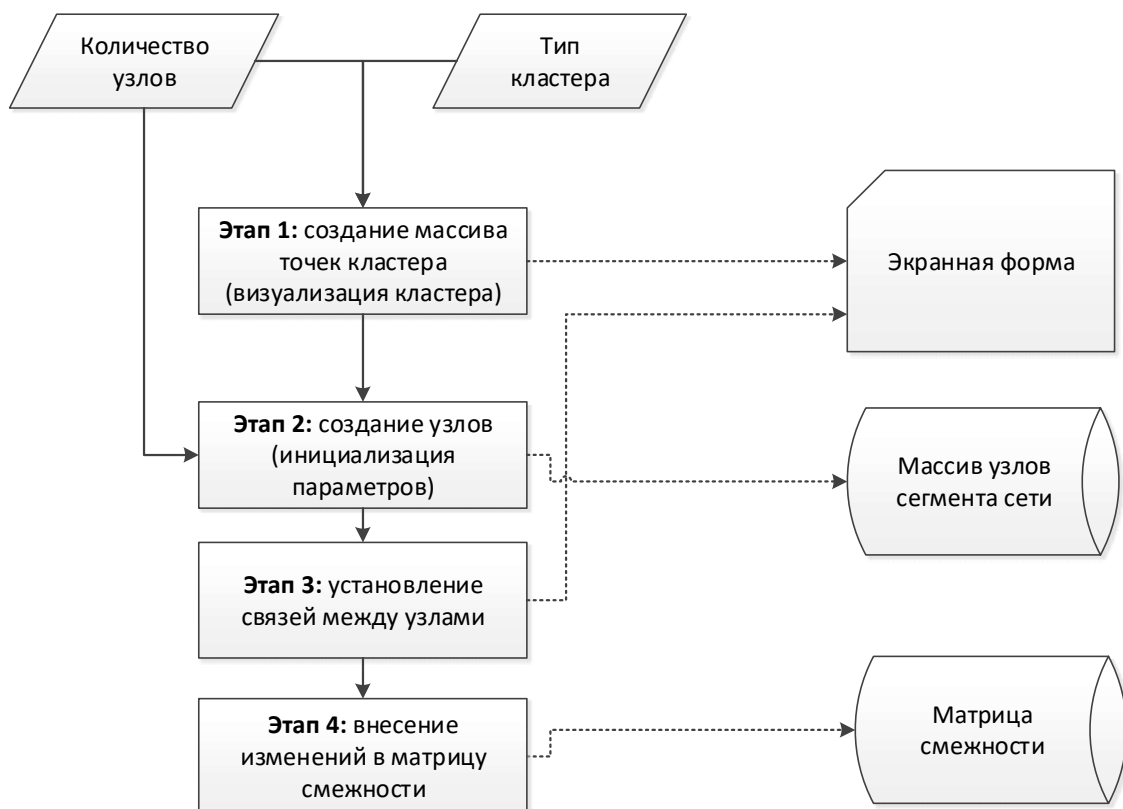 Количество
узлов
Тип
кластера
Этап 1: создание массива
точек кластера
(визуализация кластера)
Экранная форма
Этап 2: создание узлов
(инициализация
параметров)
Массив узлов
сегмента сети
Этап 3: установление
связей между узлами
Этап 4: внесение
изменений в матрицу
смежности
Матрица
смежности